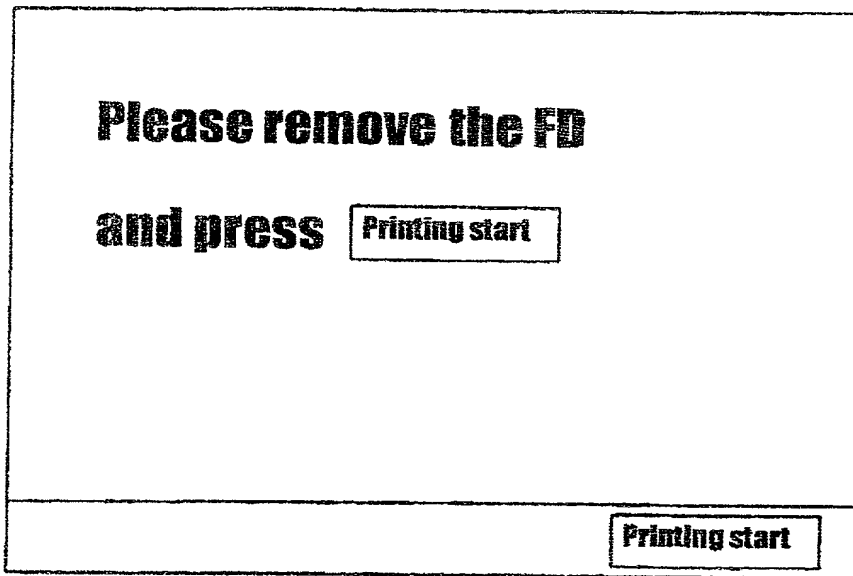 Please remove the FD
and press Printing start
Printing start